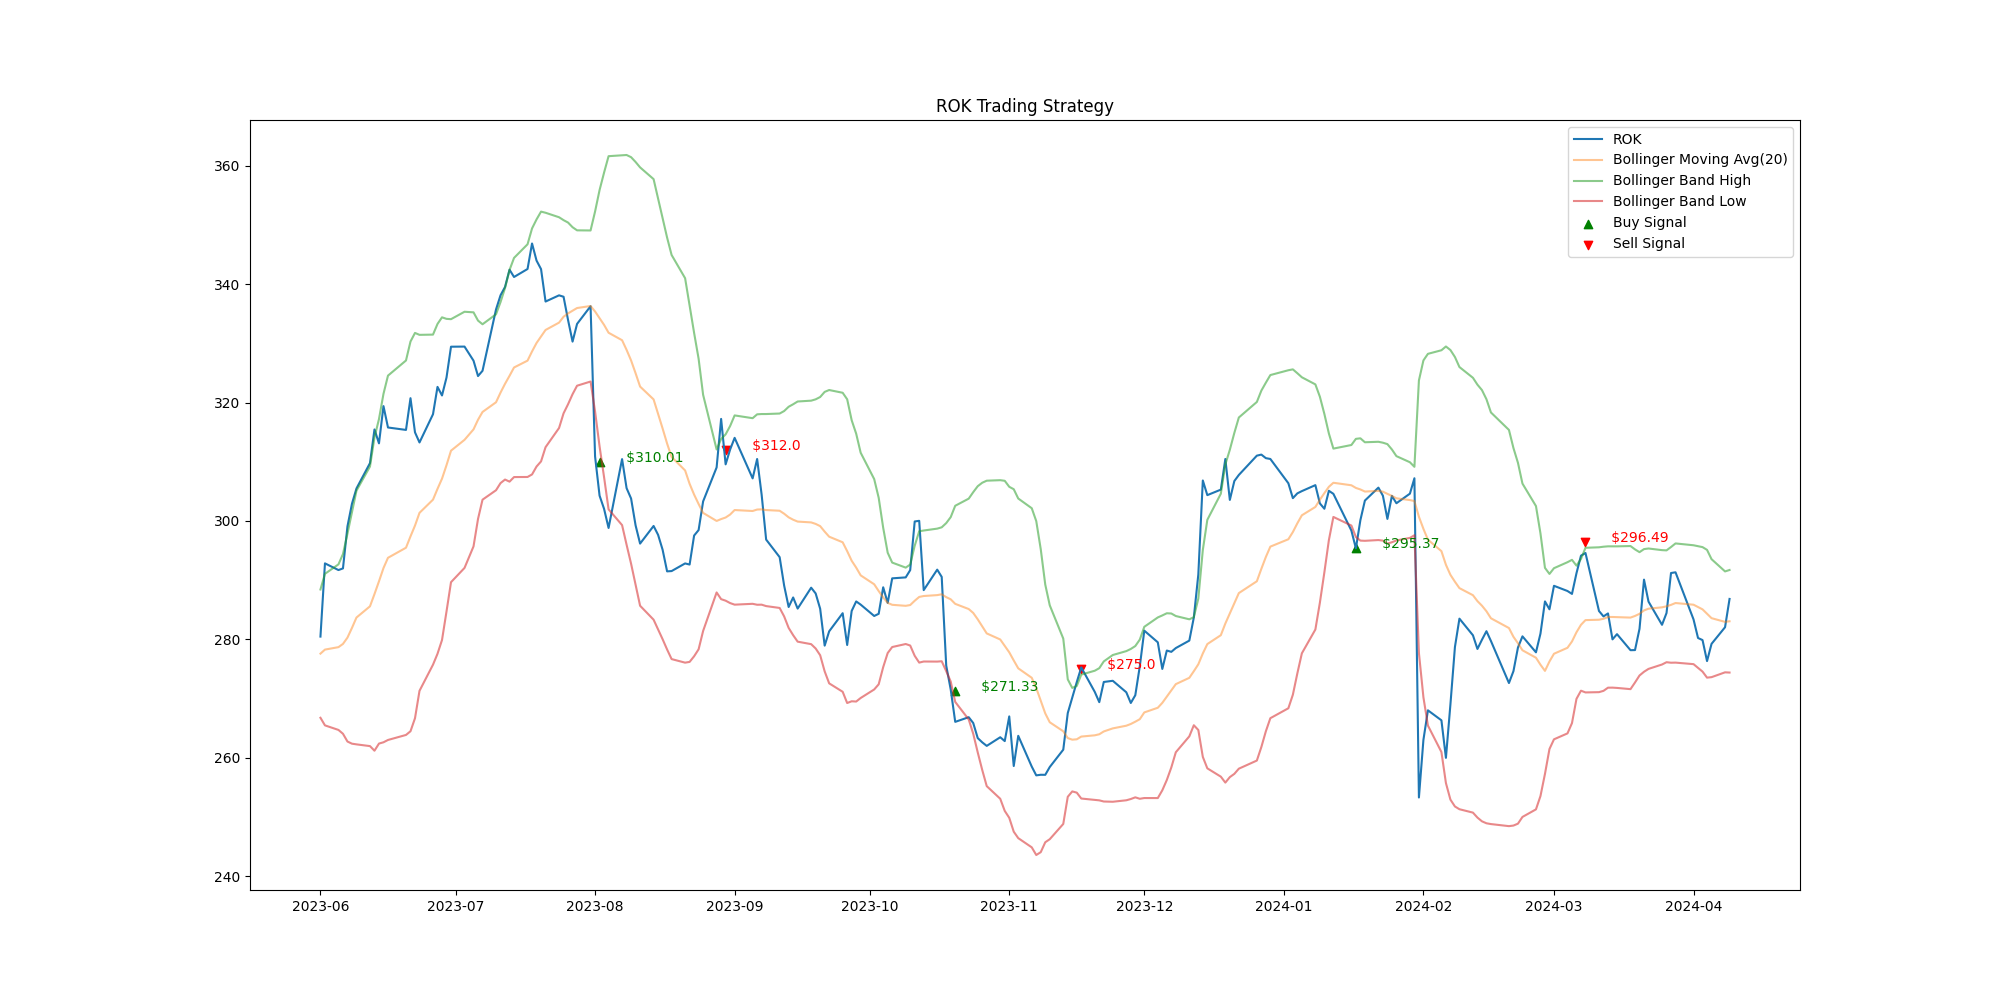 ROK Trading Strategy
ROK
Bollinger Moving Avg(20)
Bollinger Band High
Bollinger Band Low
Buy Signal
Sell Signal
360
340
320
300
280
260
240
$310.01
$312.0
$271.33
$275.0
$295.37
$296.49
2023-06 2023-07 2023-08 2023-09 2023-10 2023-11 2023-12 2024-01 2024-02 2024-03 2024-04